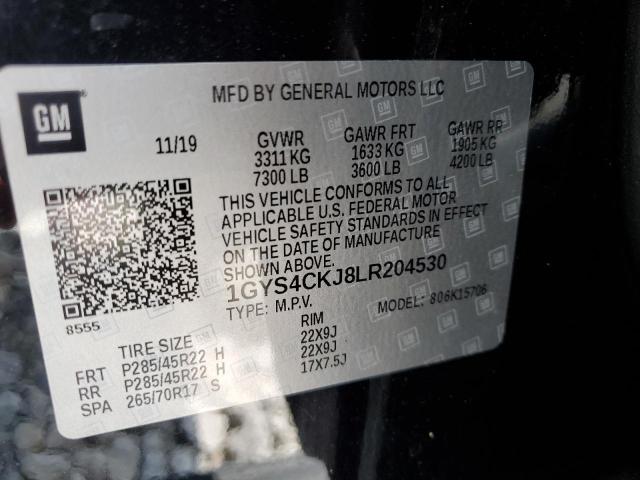 GM
MFD BY GENERAL MOTORS LLC
11/19 GVWR GAWR FRT GAWR RR
3311 KG 1633 KG 1905 KG
7300 LB 3600 LB 4200 LB
THIS VEHICLE CONFORMS TO ALL
APPLICABLE U.S. FEDERAL MOTOR
VEHICLE SAFETY STANDARDS IN EFFECT
ON THE DATE OF MANUFACTURE
SHOWN ABOVE.
1GYS4CKJ8LR204530
TYPE: M.P.V. MODEL: 806K15706
8555
TIRE SIZE RIM
FRT P285/45R22 H 22X9J
RR P285/45R22 H 22X9J
SPA 265/70R17 S 17X7.5J